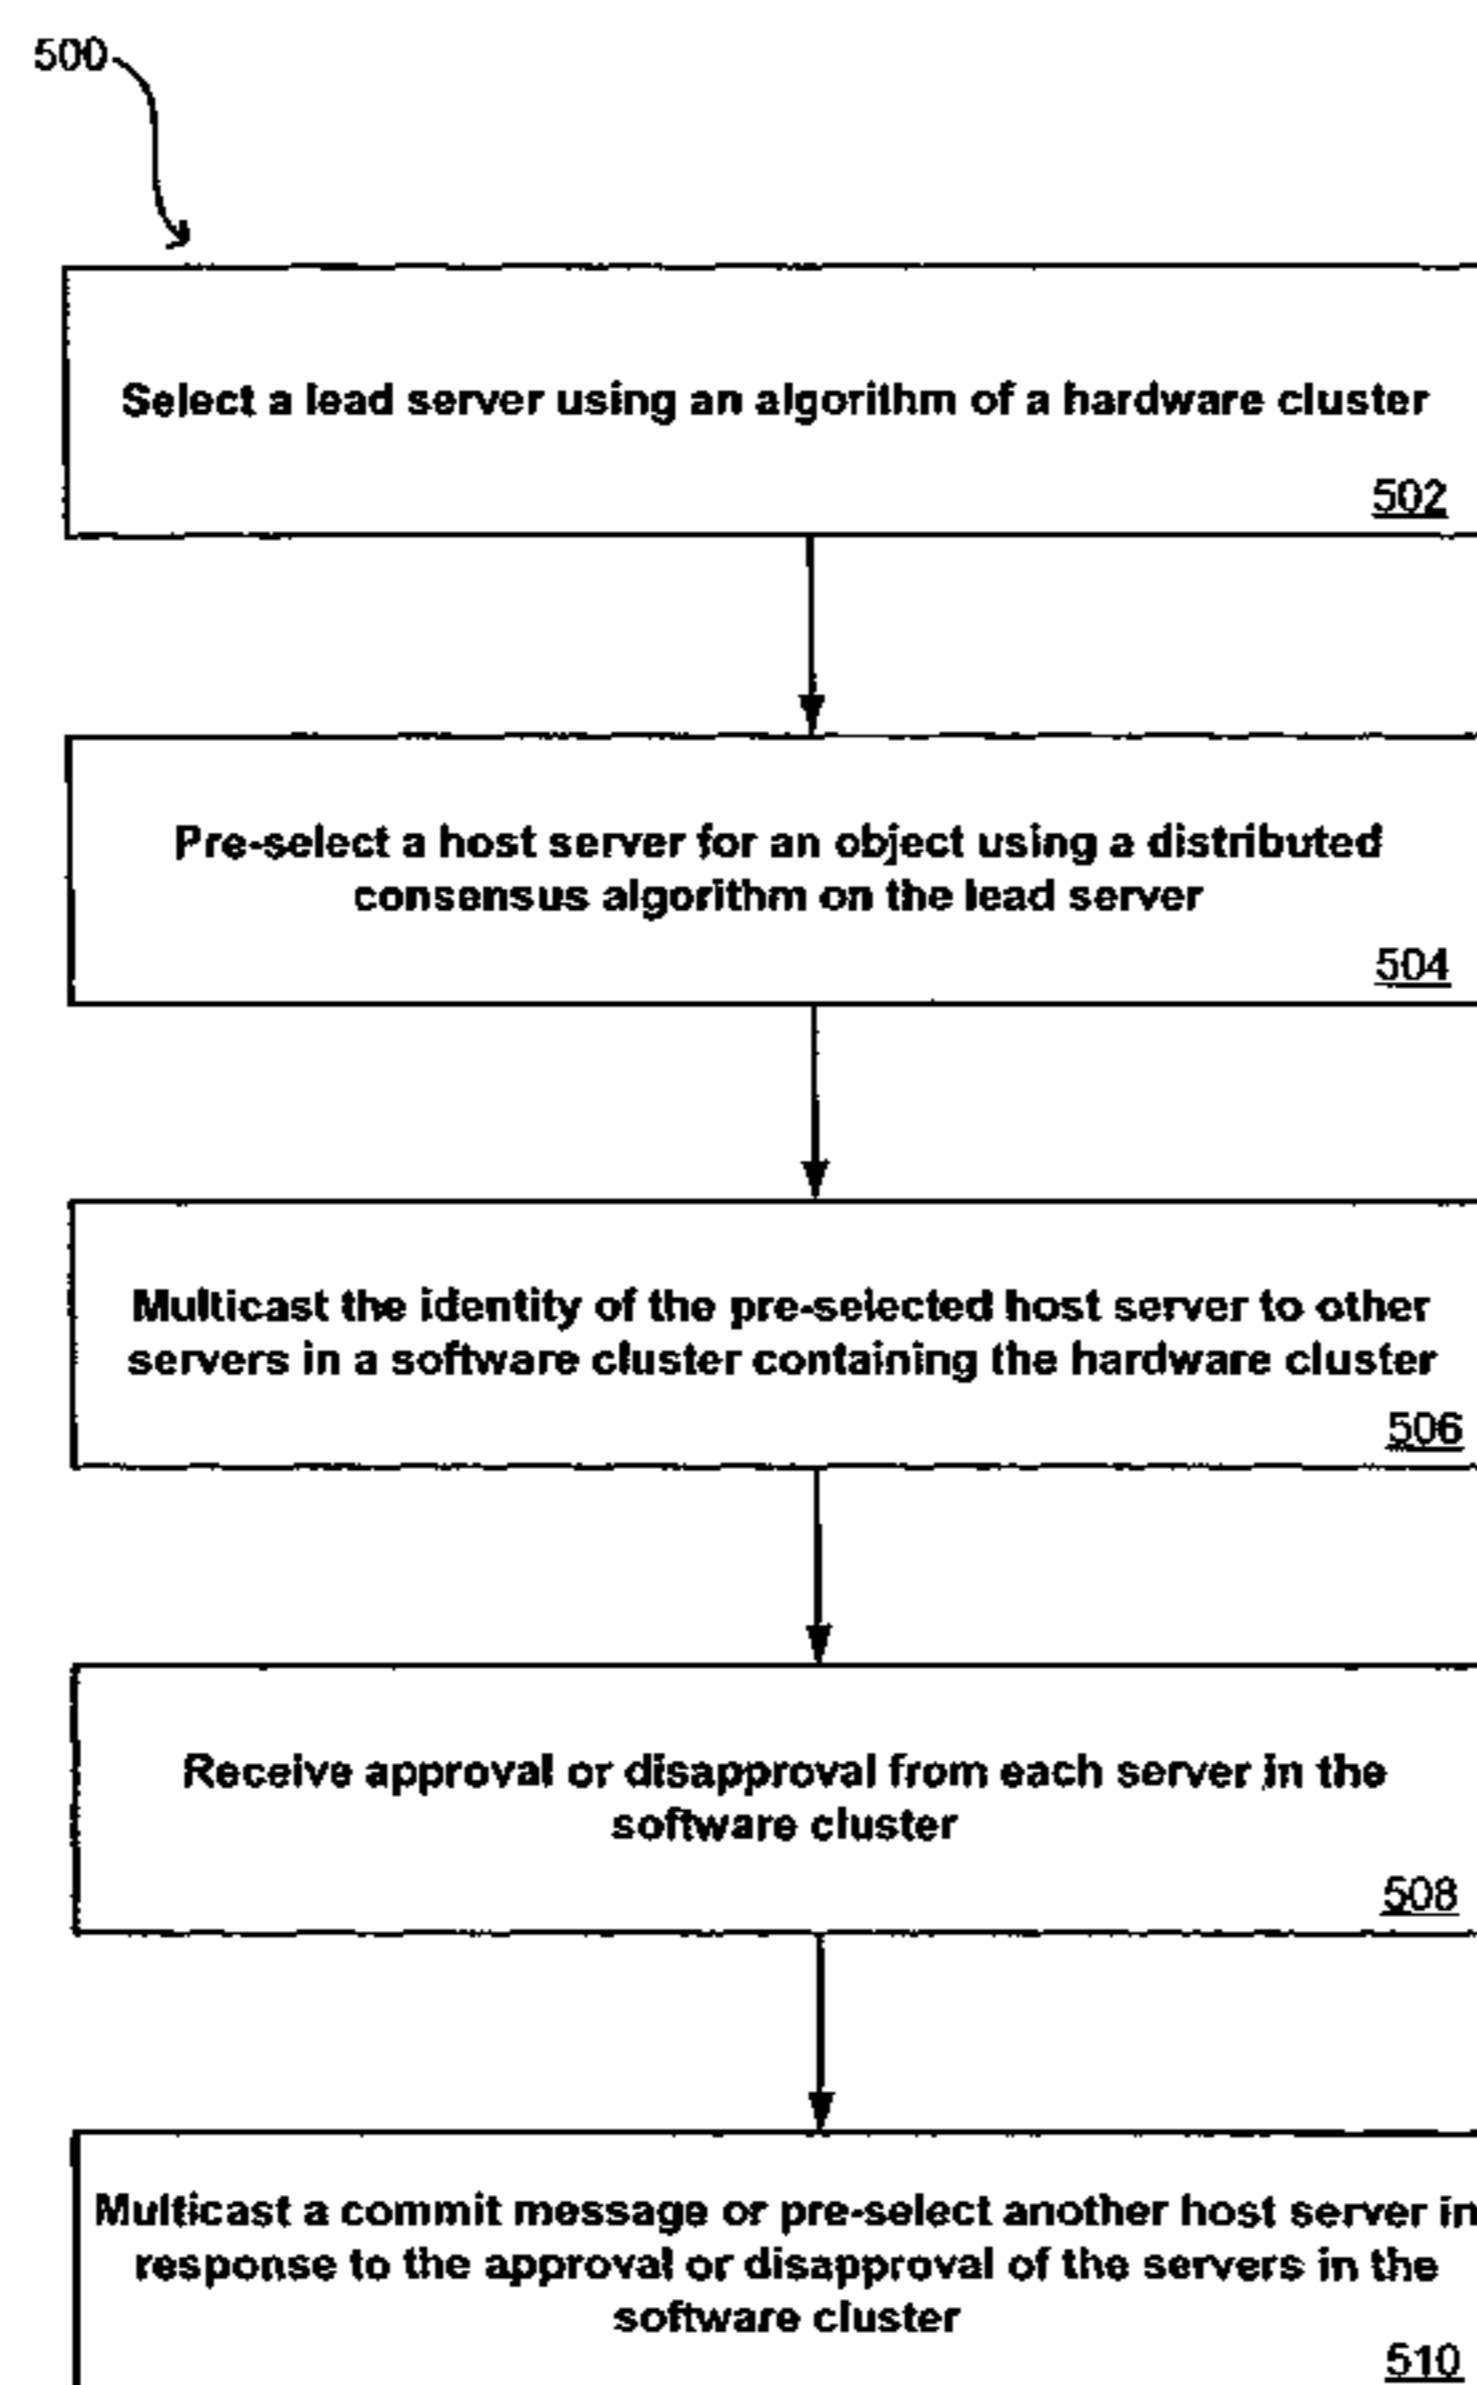 500
Select a lead server using an algorithm of a hardware cluster
502
Pre-select a host server for an object using a distributed
consensus algorithm on the lead server
504
Multicast the identity of the pre-selected host server to other
servers in a software cluster containing the hardware cluster
506
Receive approval or disapproval from each server in the
software cluster
508
Multicast a commit message or pre-select another host server in
response to the approval or disapproval of the servers in the
software cluster
510